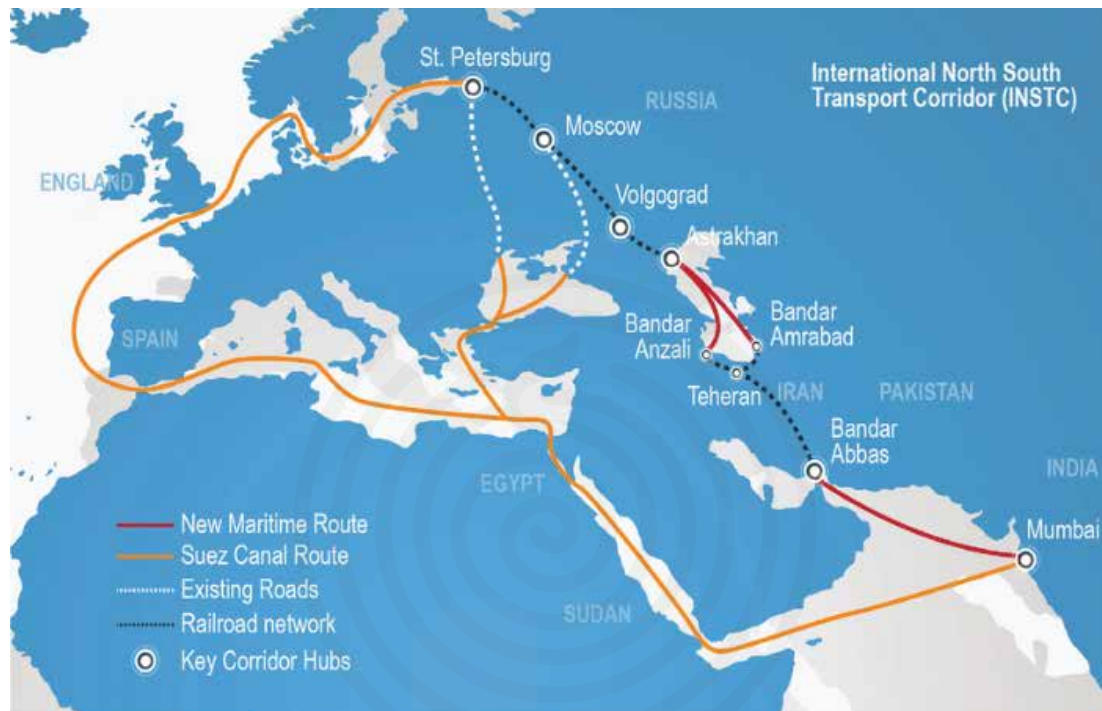 St. Petersburg
International North South
Transport Corridor (INSTC)
RUSSIA
Moscow
ENGLAND
Volgograd
Astrakhan
SPAIN
Bandar
Anzali
Bandar
Amrabad
Teheran
IRAN
PAKISTAN
Bandar
Abbas
INDIA
EGYPT
Mumbai
SUDAN
New Maritime Route
Suez Canal Route
Existing Roads
Railroad network
Key Corridor Hubs